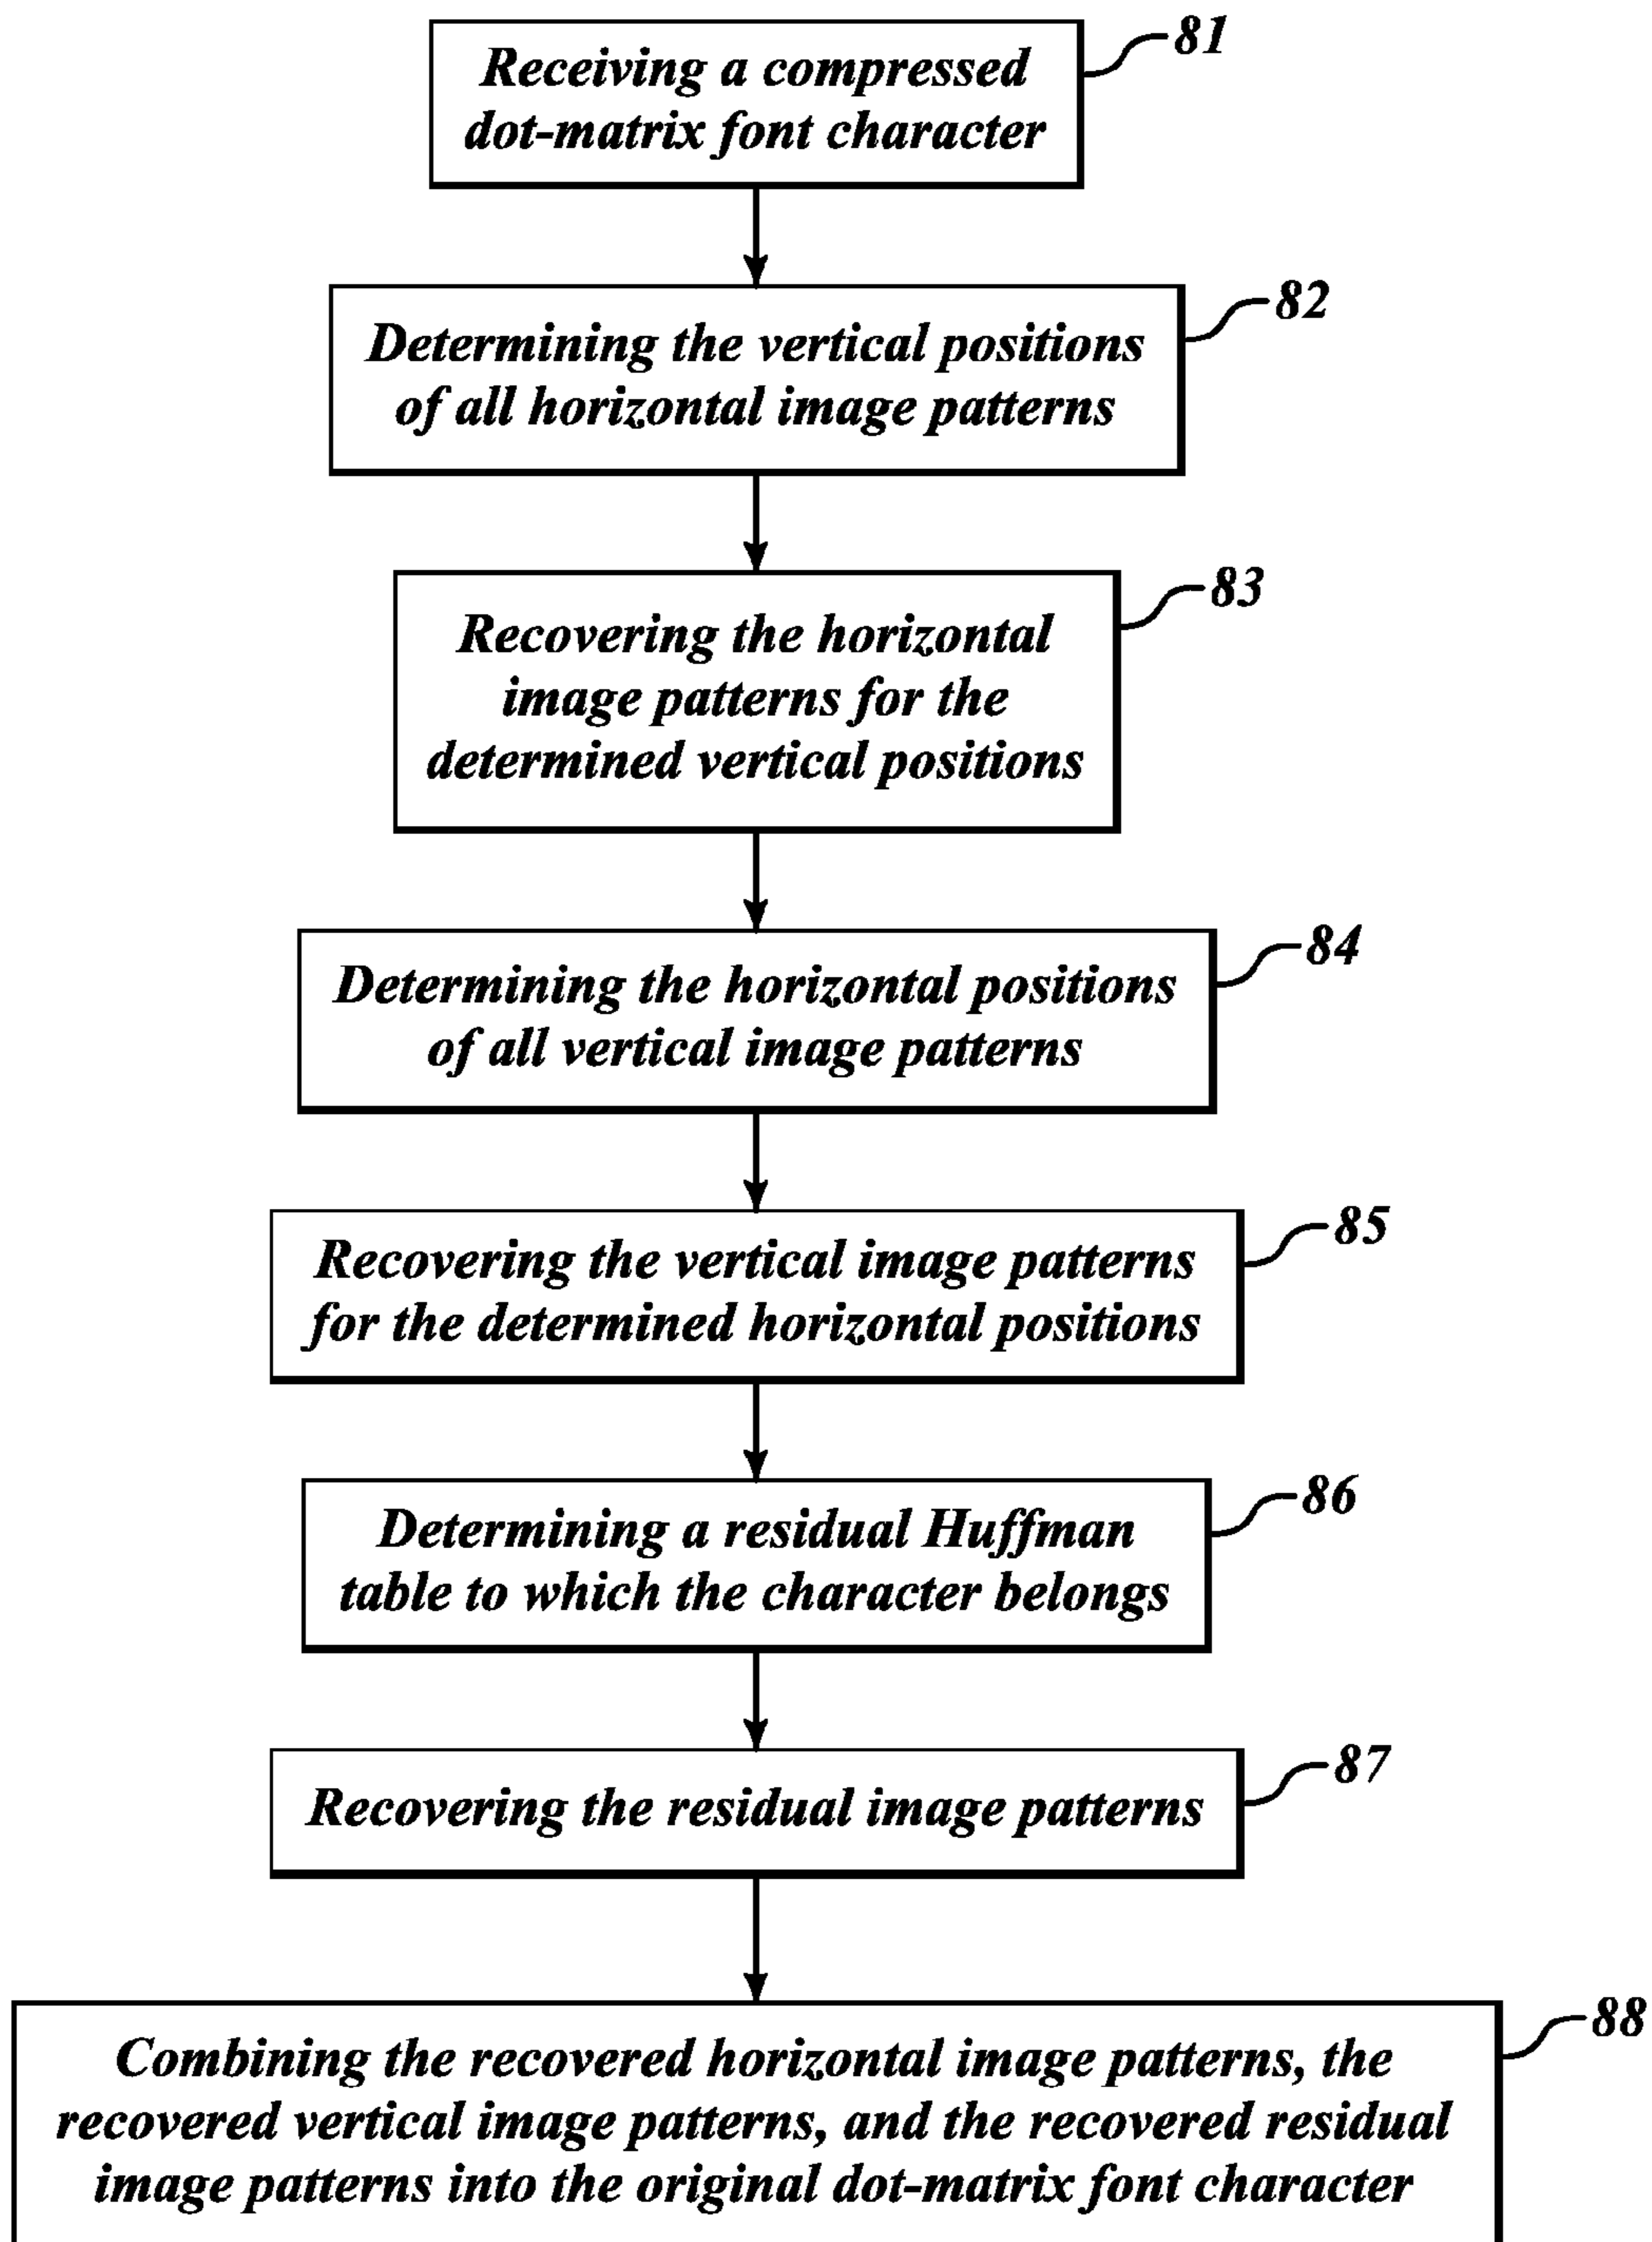 81
Receiving a compressed
dot-matrix font character
82
Determining the vertical positions
of all horizontal image patterns
83
Recovering the horizontal
image patterns for the
determined vertical positions
84
Determining the horizontal positions
of all vertical image patterns
85
Recovering the vertical image patterns
for the determined horizontal positions
86
Determining a residual Huffman
table to which the character belongs
87
Recovering the residual image patterns
88
Combining the recovered horizontal image patterns, the
recovered vertical image patterns, and the recovered residual
image patterns into the original dot-matrix font character